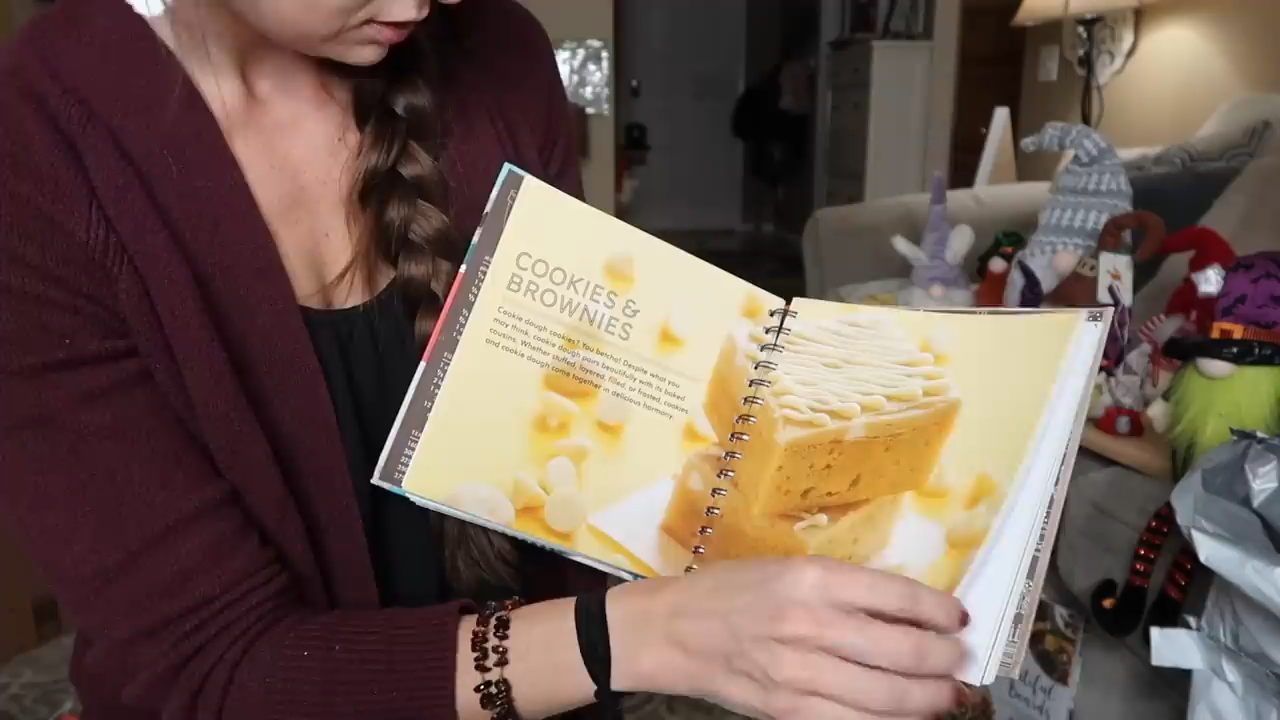 COOKIES &
BROWNIES
Cookie dough cookies? You betcha! Despite what you
may think, cookie dough pairs beautifully with its baked
cousins. Whether stuffed, layered, filled, or frosted, cookies
and cookie dough come together in delicious harmony.